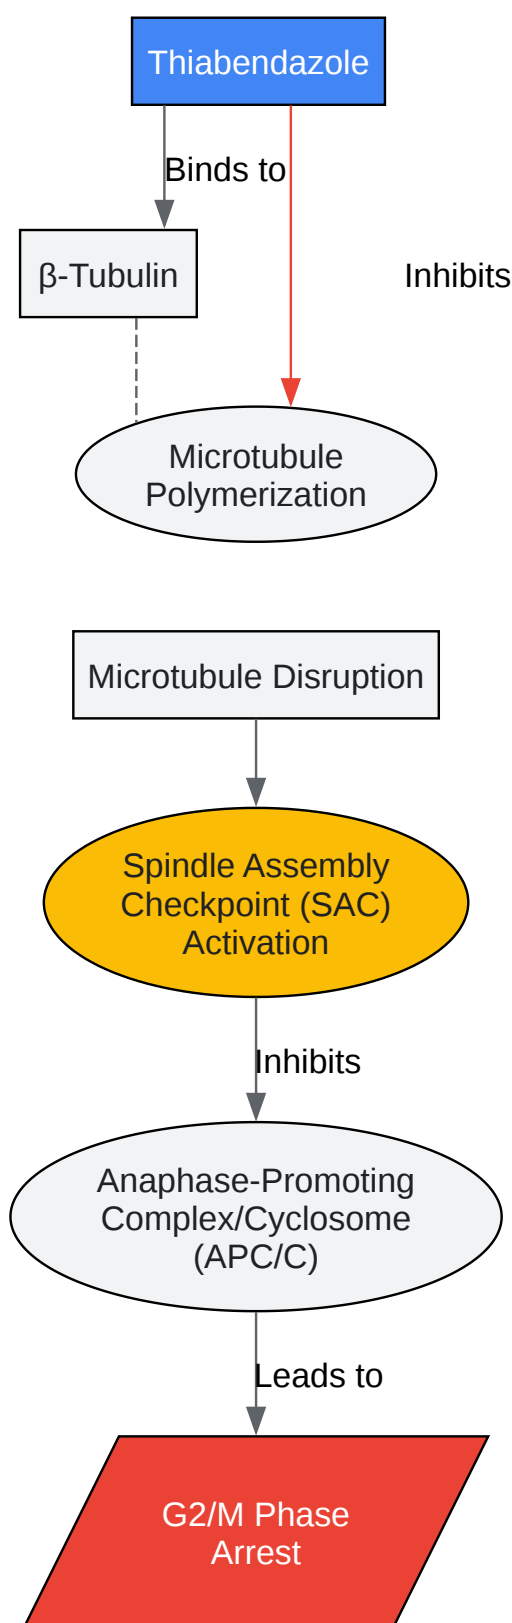 Thiabendazole
Binds to
β-Tubulin
Inhibits
Microtubule
Polymerization
Microtubule Disruption
Spindle Assembly
Checkpoint (SAC)
Activation
Inhibits
Anaphase-Promoting
Complex/Cyclosome
(APC/C)
Leads to
G2/M Phase
Arrest